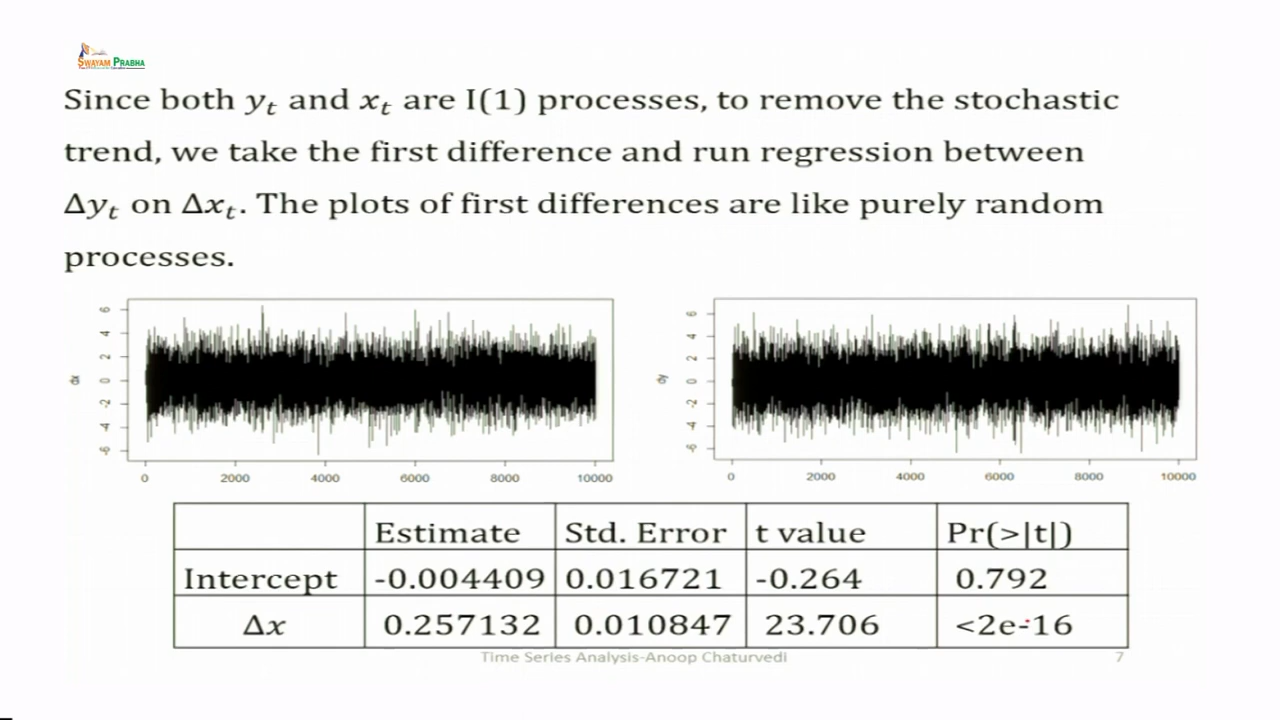 SWAYAM PRABHA
Since both yₜ and xₜ are I(1) processes, to remove the stochastic
trend, we take the first difference and run regression between
Δyₜ on Δxₜ. The plots of first differences are like purely random
processes.
dx
6
4
2
0
-2
-4
-6
0 2000 4000 6000 8000 10000
dy
6
4
2
0
-2
-4
-6
0 2000 4000 6000 8000 10000
Estimate Std. Error t value Pr(>|t|)
Intercept -0.004409 0.016721 -0.264 0.792
Δx 0.257132 0.010847 23.706 <2e-16
Time Series Analysis-Anoop Chaturvedi 7